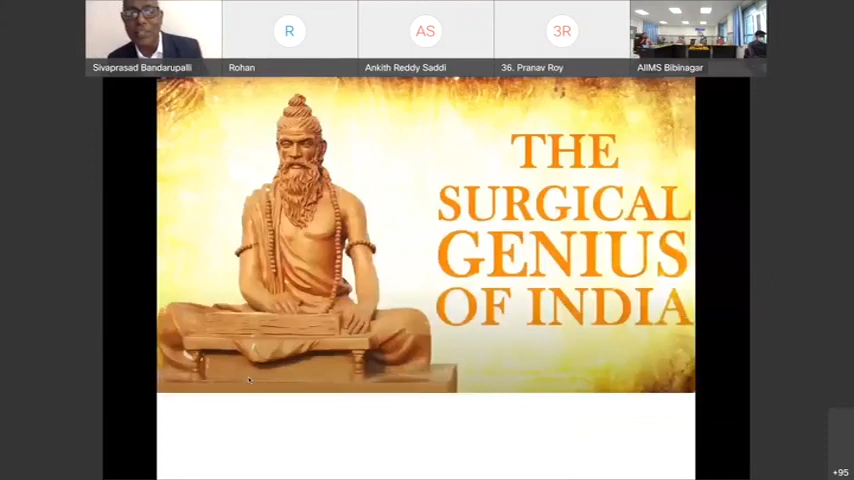 R
AS
3R
Sivaprasad Bandarupalli
Rohan
Ankith Reddy Saddi
36. Pranav Roy
AIIMS Bibinagar
THE
SURGICAL
GENIUS
OF INDIA
+95